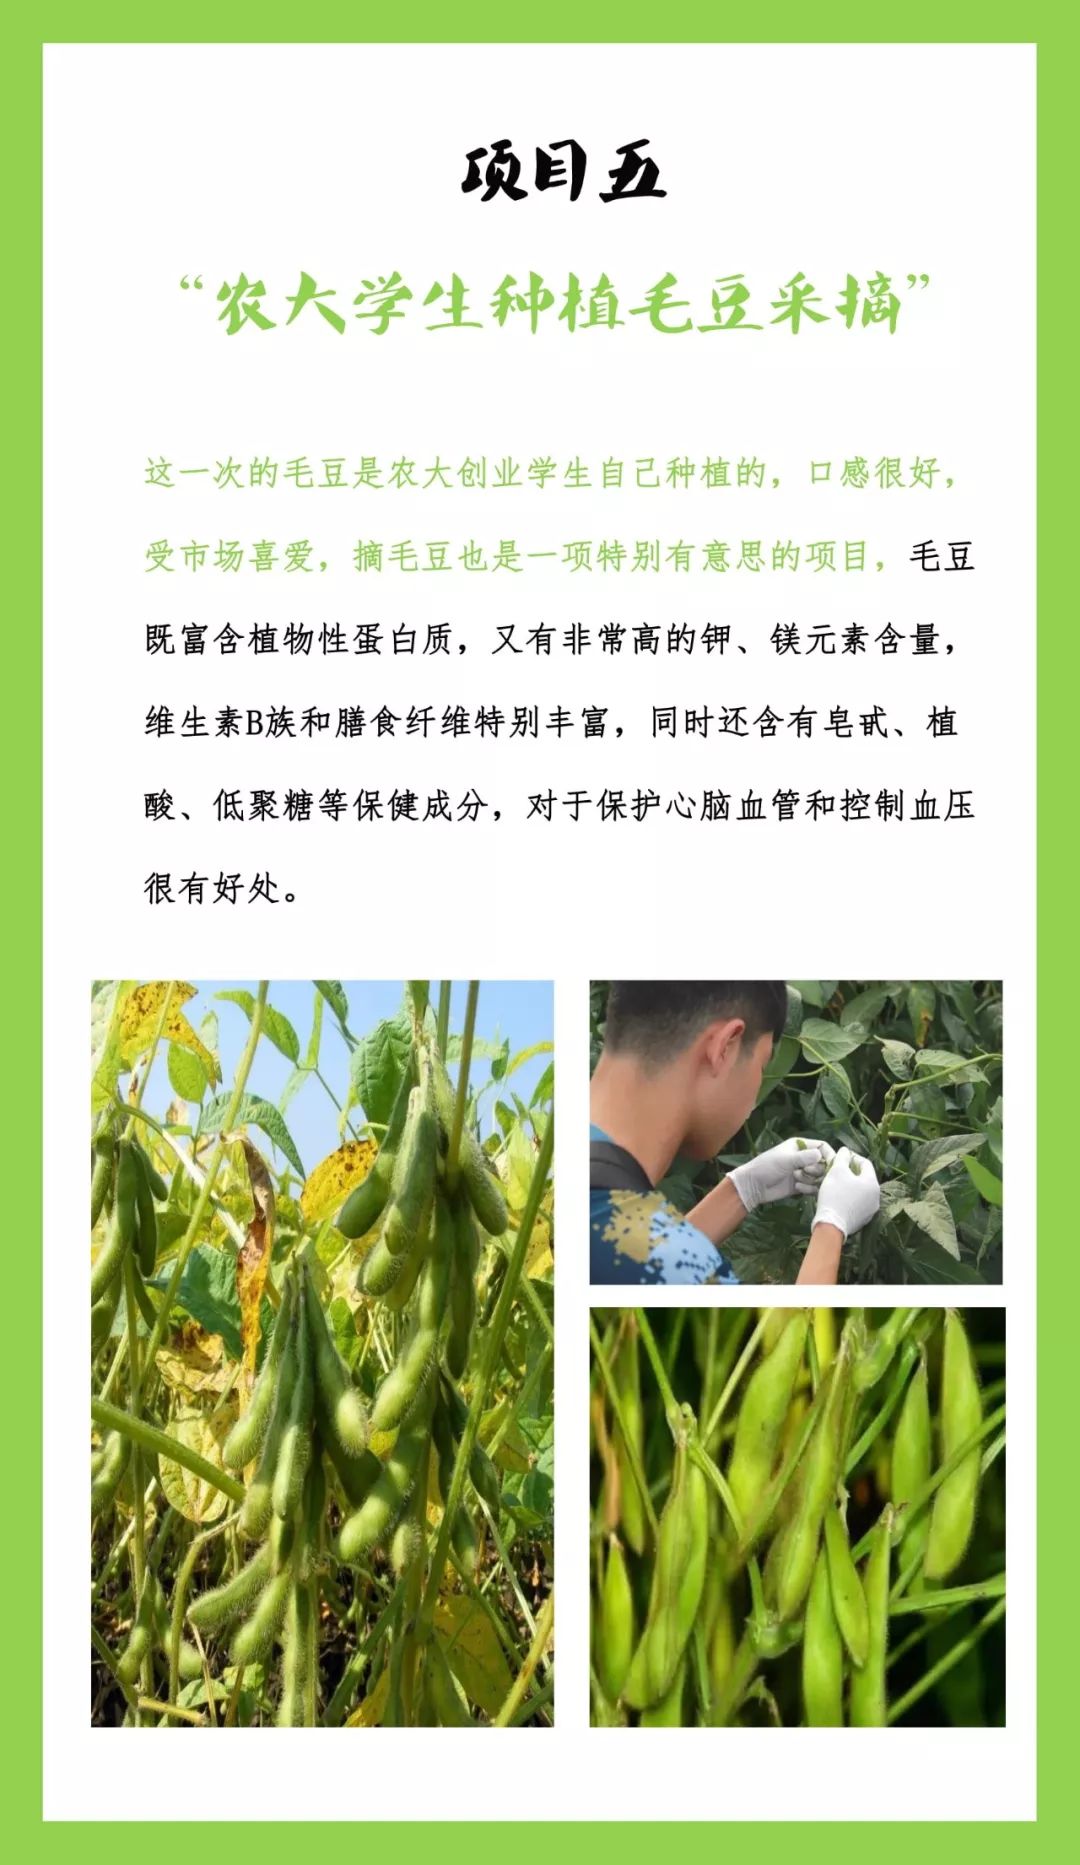 项目五
“农大学生种植毛豆采摘”
这一次的毛豆是农大创业学生自己种植的，口感很好，
受市场喜爱，摘毛豆也是一项特别有意思的项目，毛豆
既富含植物性蛋白质，又有非常高的钾、镁元素含量，
维生素B族和膳食纤维特别丰富，同时还含有皂甙、植
酸、低聚糖等保健成分，对于保护心脑血管和控制血压
很有好处。